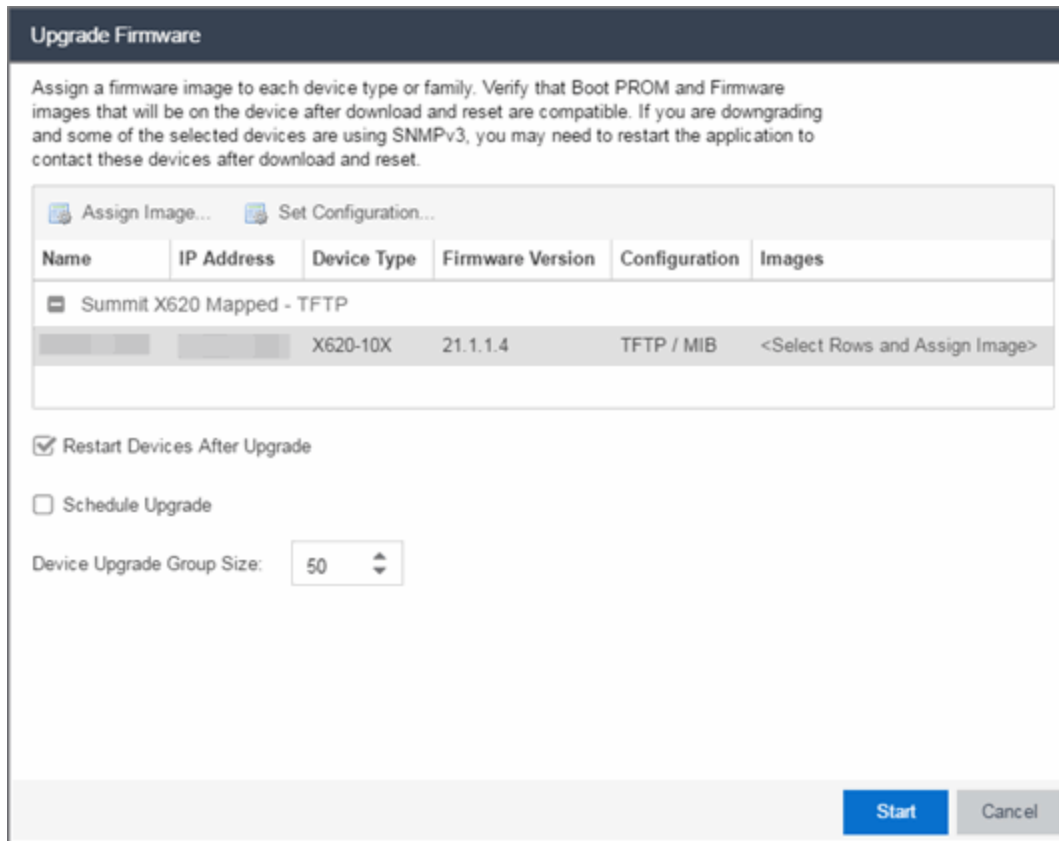 Upgrade Firmware
Assign a firmware image to each device type or family. Verify that Boot PROM and Firmware
images that will be on the device after download and reset are compatible. If you are downgrading
and some of the selected devices are using SNMPv3, you may need to restart the application to
contact these devices after download and reset.
Assign Image... Set Configuration...
Name IP Address Device Type Firmware Version Configuration Images
Summit X620 Mapped - TFTP
X620-10X 21.1.1.4 TFTP / MIB <Select Rows and Assign Image>
Restart Devices After Upgrade
Schedule Upgrade
Device Upgrade Group Size: 50
Start Cancel